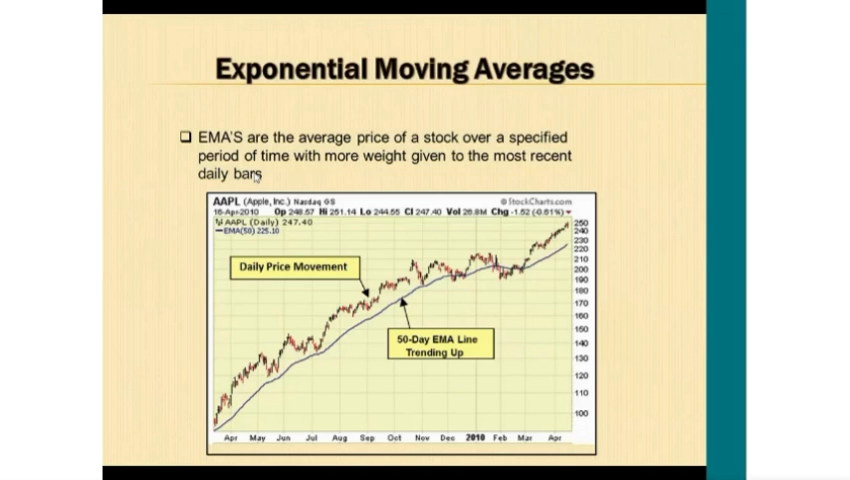 Exponential Moving Averages
❑ EMA'S are the average price of a stock over a specified
period of time with more weight given to the most recent
daily bars
AAPL (Apple, Inc.) Nasdaq GS © StockCharts.com
16-Apr-2010 Op 248.57 Hi 251.14 Lo 244.55 Cl 247.40 Vol 26.8M Chg -1.52 (-0.61%)
AAPL (Daily) 247.40
EMA(50) 225.10
250
240
230
220
210
200
190
180
170
160
150
140
130
120
110
100
Daily Price Movement
50-Day EMA Line
Trending Up
Apr May Jun Jul Aug Sep Oct Nov Dec 2010 Feb Mar Apr